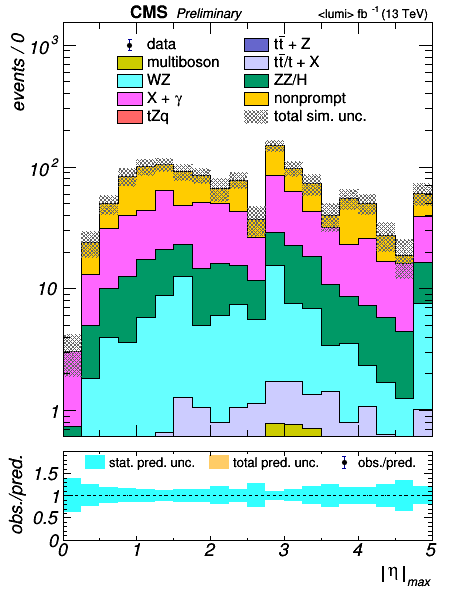 CMS Preliminary <lumi> fb⁻¹ (13 TeV)
events / 0
10³
10²
10
1
data
tt̄ + Z
multiboson
tt̄/t + X
WZ
ZZ/H
X + γ
nonprompt
tZq
total sim. unc.
obs./pred.
1.5
1
0.5
0
stat. pred. unc. total pred. unc. obs./pred.
0 1 2 3 4 5
|η|max